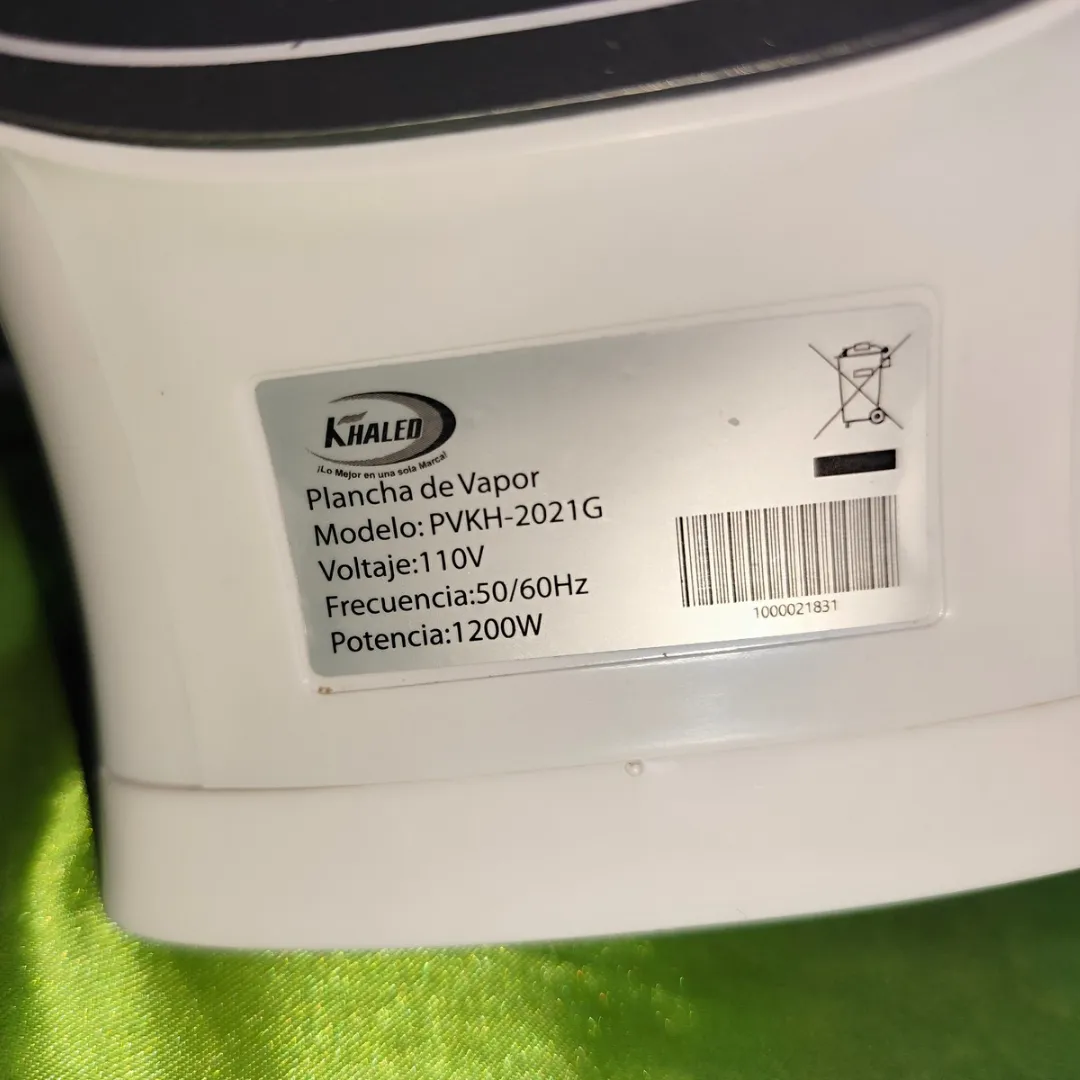 KHALED
¡Lo Mejor en una sola Marca!
Plancha de Vapor
Modelo: PVKH-2021G
Voltaje:110V
Frecuencia:50/60Hz
Potencia:1200W
1000021831